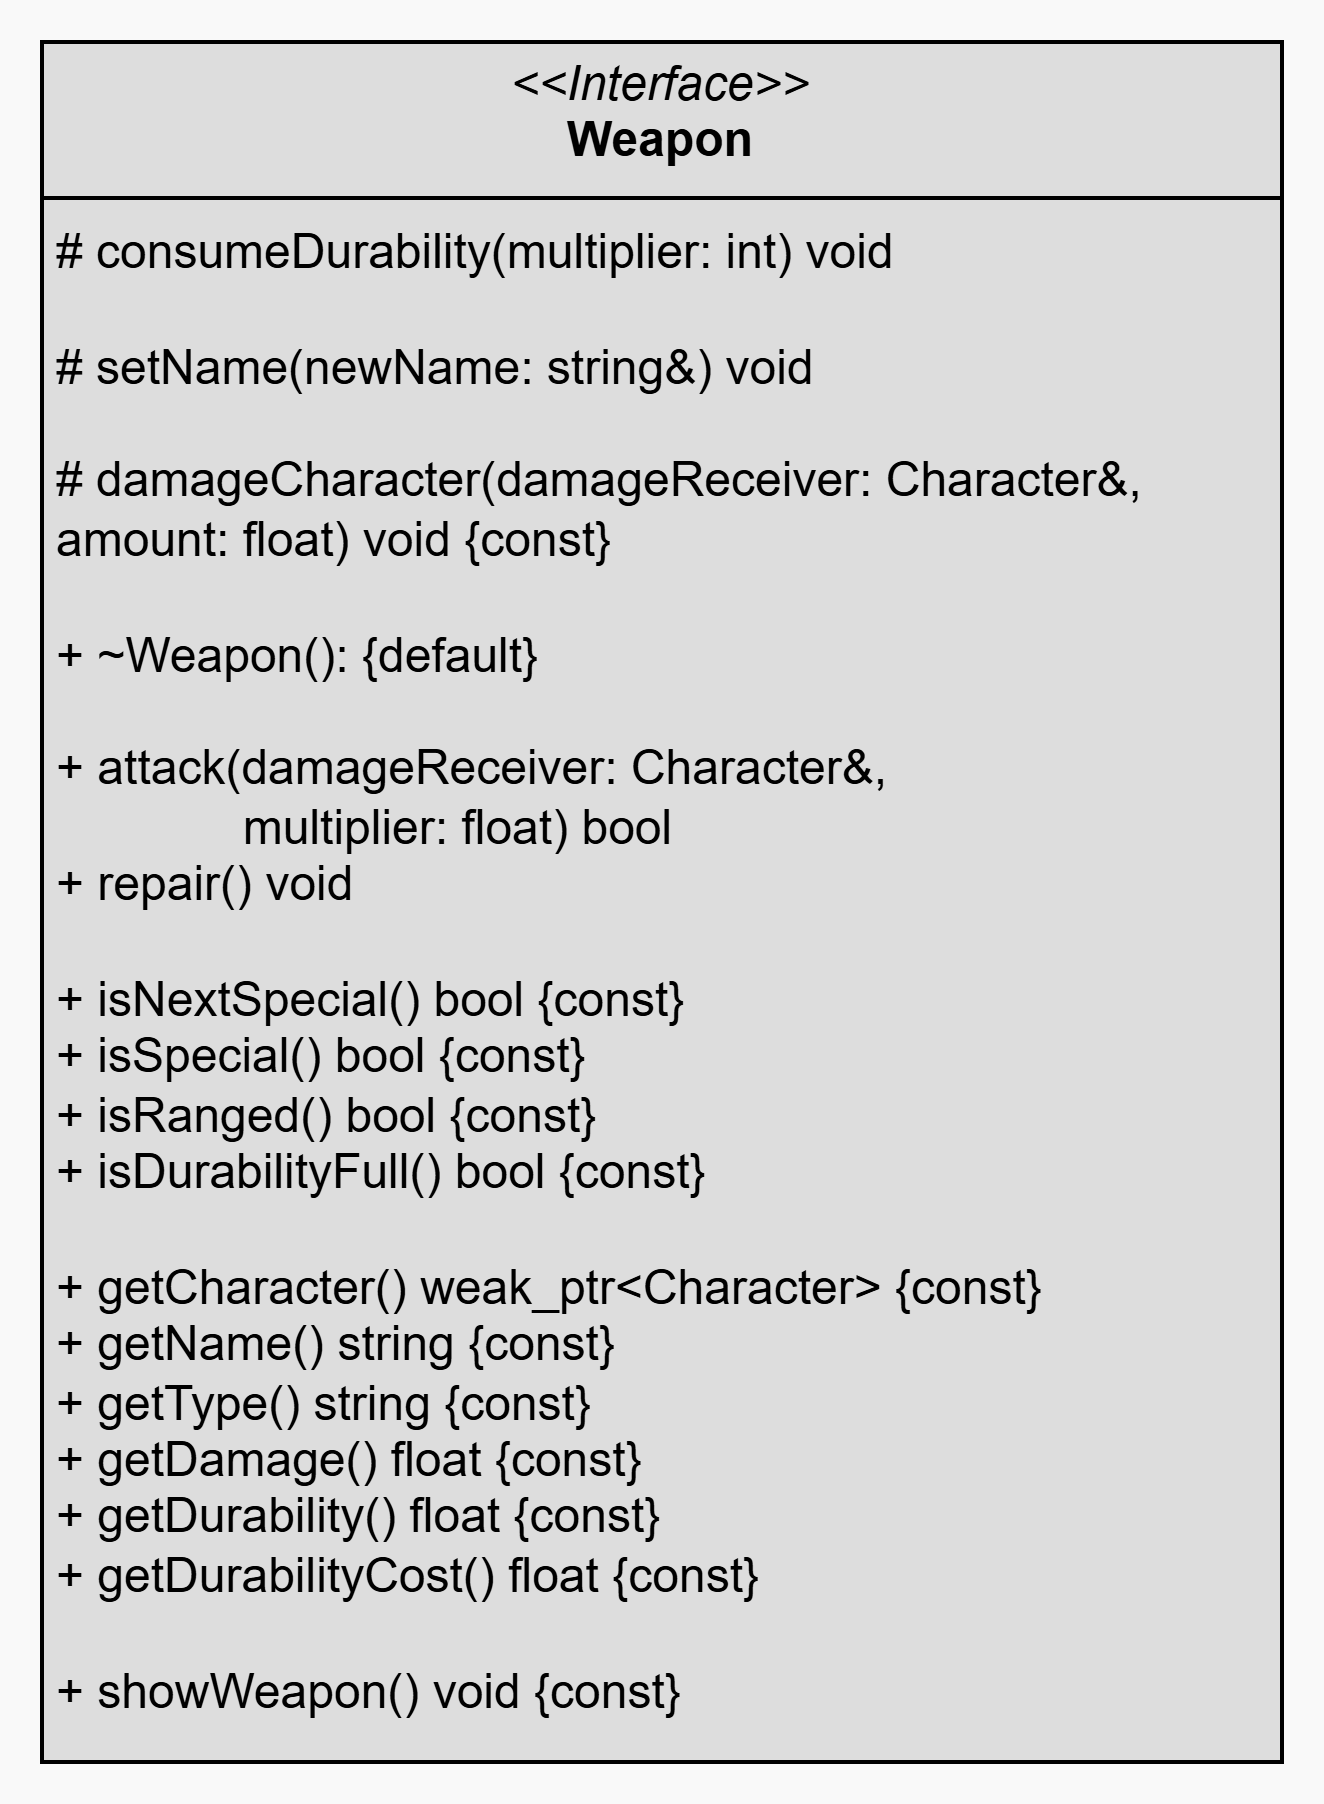 <<Interface>>
Weapon
# consumeDurability(multiplier: int) void
# setName(newName: string&) void
# damageCharacter(damageReceiver: Character&,
amount: float) void {const}
+ ~Weapon(): {default}
+ attack(damageReceiver: Character&,
multiplier: float) bool
+ repair() void
+ isNextSpecial() bool {const}
+ isSpecial() bool {const}
+ isRanged() bool {const}
+ isDurabilityFull() bool {const}
+ getCharacter() weak_ptr<Character> {const}
+ getName() string {const}
+ getType() string {const}
+ getDamage() float {const}
+ getDurability() float {const}
+ getDurabilityCost() float {const}
+ showWeapon() void {const}